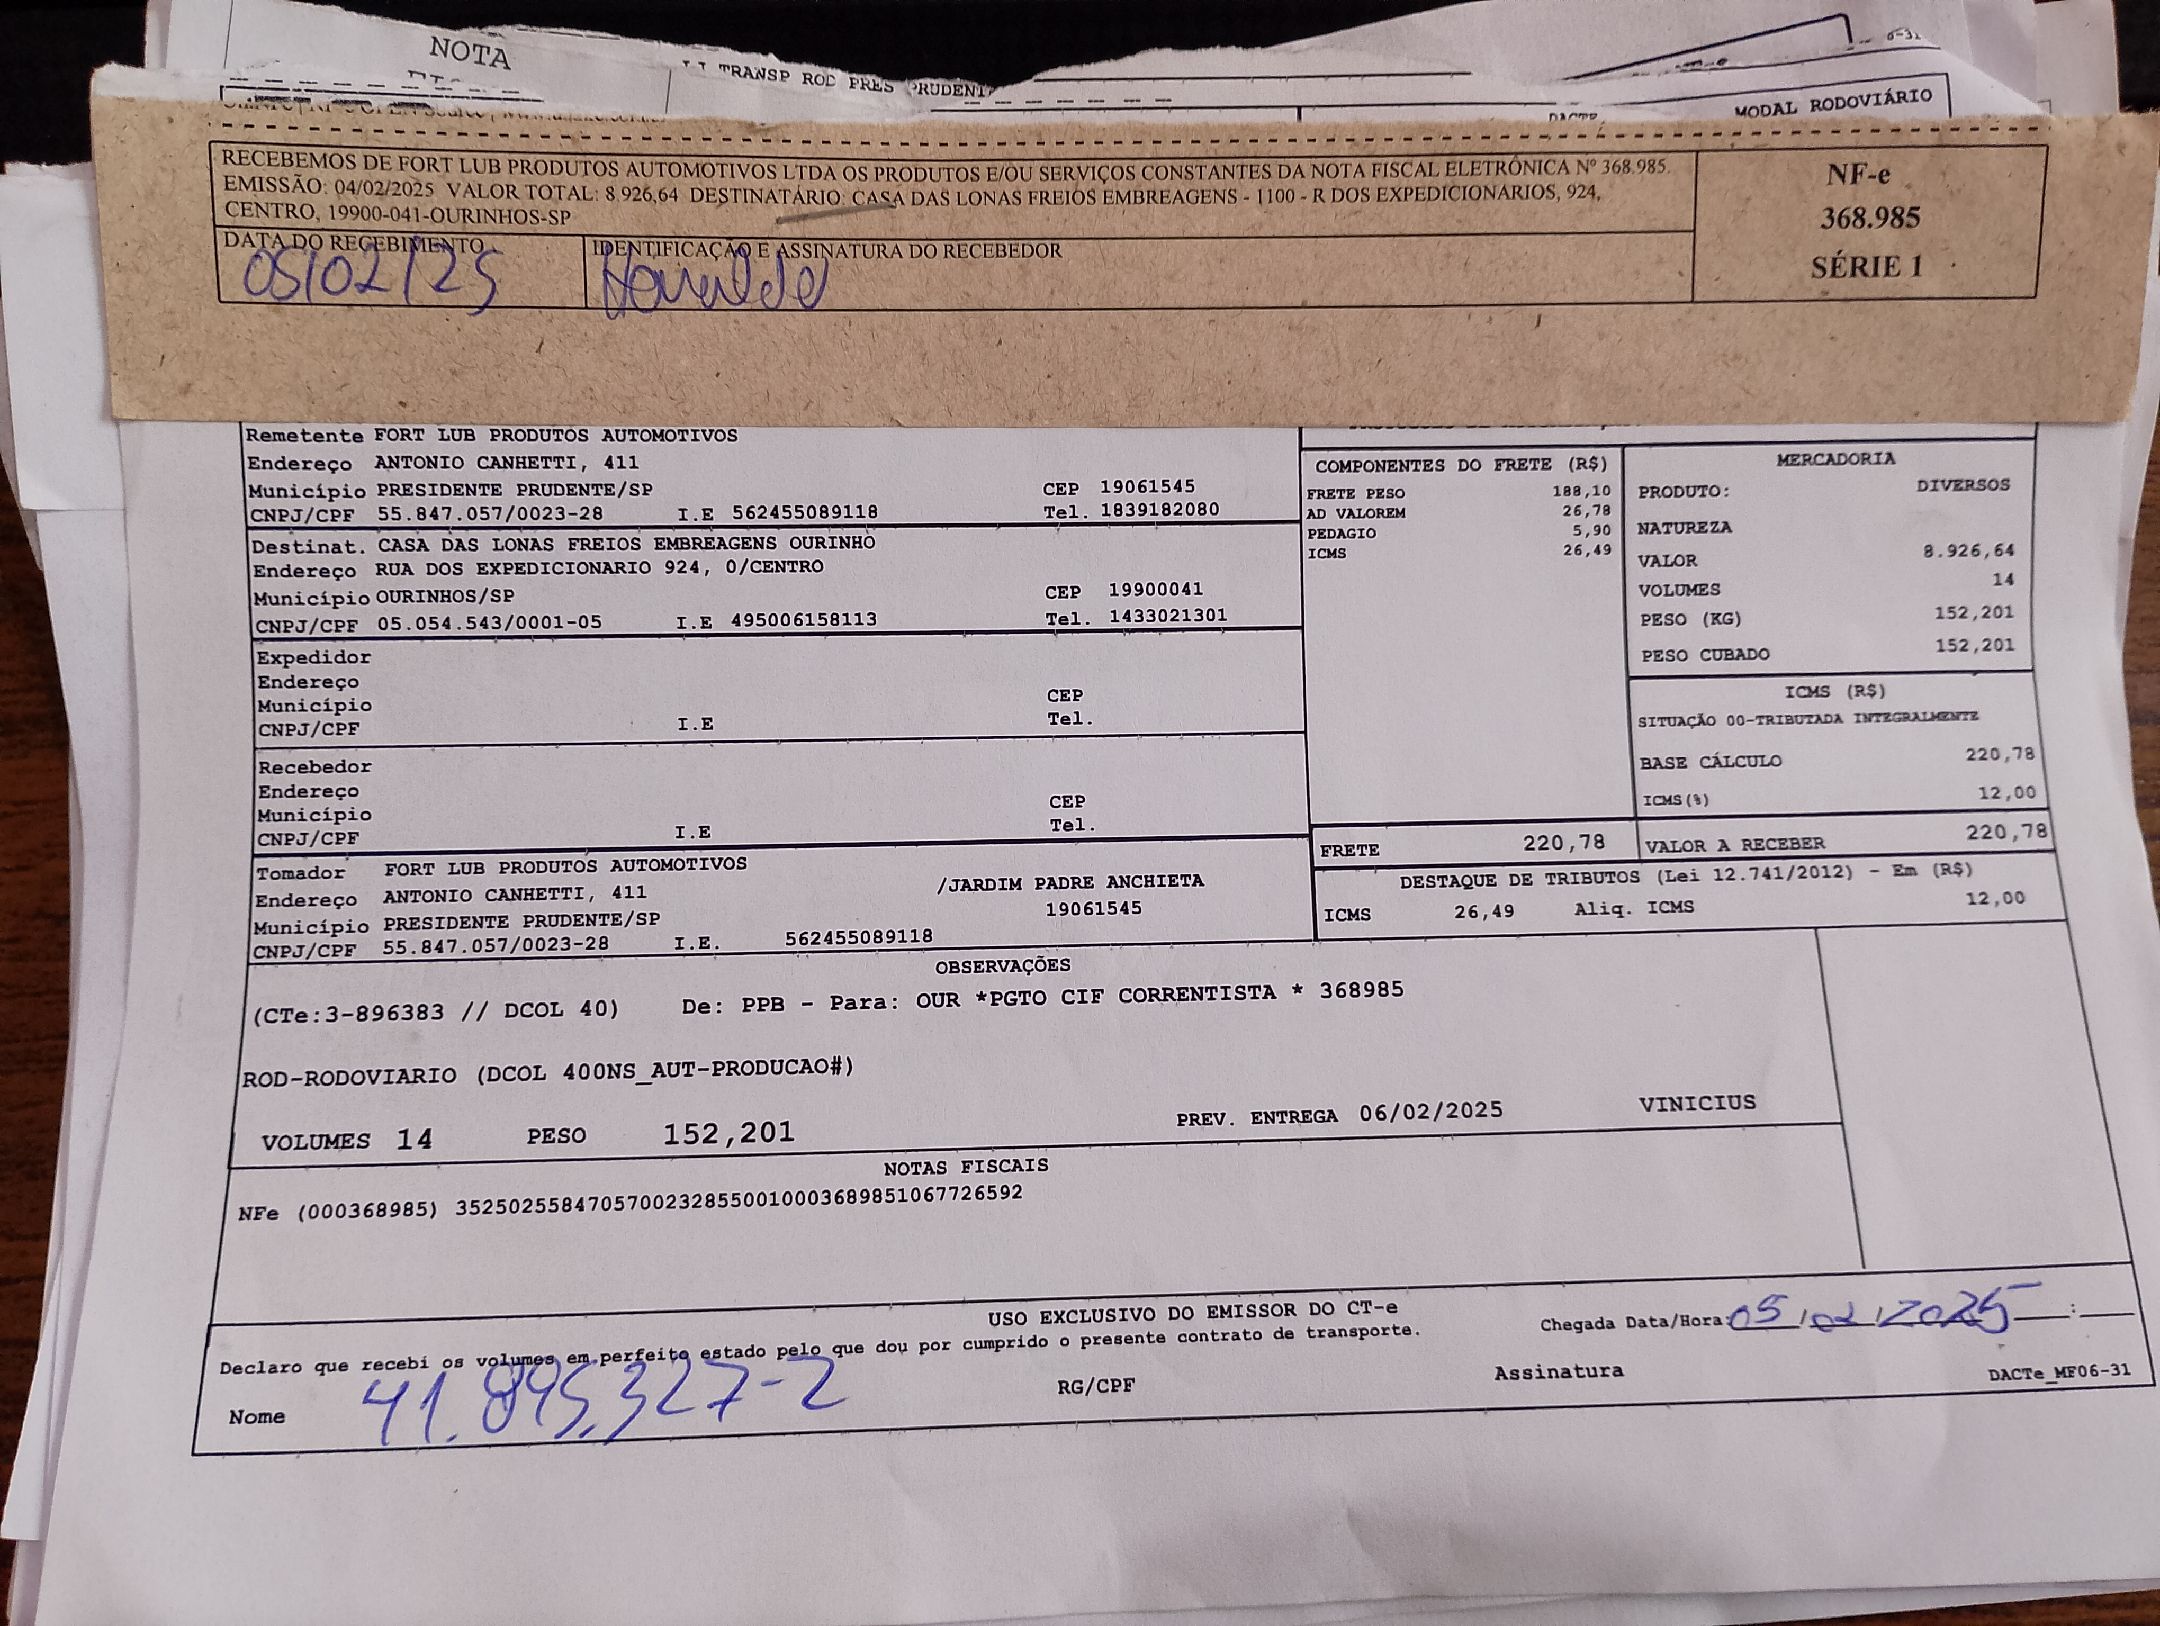 NOTA
TRANSP ROD PRES PRUDENT
MODAL RODOVIÁRIO
DACTE
RECEBEMOS DE FORT LUB PRODUTOS AUTOMOTIVOS LTDA OS PRODUTOS E/OU SERVIÇOS CONSTANTES DA NOTA FISCAL ELETRÔNICA Nº 368.985.
EMISSÃO: 04/02/2025 VALOR TOTAL: 8.926,64 DESTINATÁRIO: CASA DAS LONAS FREIOS EMBREAGENS - 1100 - R DOS EXPEDICIONARIOS, 924,
CENTRO, 19900-041-OURINHOS-SP
NF-e
368.985
SÉRIE 1
DATA DO RECEBIMENTO
05/02/25
IDENTIFICAÇÃO E ASSINATURA DO RECEBEDOR
Remetente FORT LUB PRODUTOS AUTOMOTIVOS
Endereço ANTONIO CANHETTI, 411
Município PRESIDENTE PRUDENTE/SP CEP 19061545
CNPJ/CPF 55.847.057/0023-28 I.E 562455089118 Tel. 1839182080
Destinat. CASA DAS LONAS FREIOS EMBREAGENS OURINHO
Endereço RUA DOS EXPEDICIONARIO 924, 0/CENTRO
Município OURINHOS/SP CEP 19900041
CNPJ/CPF 05.054.543/0001-05 I.E 495006158113 Tel. 1433021301
Expedidor
Endereço
Município CEP
CNPJ/CPF I.E Tel.
Recebedor
Endereço
Município CEP
CNPJ/CPF I.E Tel.
Tomador FORT LUB PRODUTOS AUTOMOTIVOS
Endereço ANTONIO CANHETTI, 411 /JARDIM PADRE ANCHIETA
Município PRESIDENTE PRUDENTE/SP 19061545
CNPJ/CPF 55.847.057/0023-28 I.E. 562455089118
COMPONENTES DO FRETE (R$)
FRETE PESO 188,10
AD VALOREM 26,78
PEDAGIO 5,90
ICMS 26,49
MERCADORIA
PRODUTO: DIVERSOS
NATUREZA
VALOR 8.926,64
VOLUMES 14
PESO (KG) 152,201
PESO CUBADO 152,201
ICMS (R$)
SITUAÇÃO 00-TRIBUTADA INTEGRALMENTE
BASE CÁLCULO 220,78
ICMS(%) 12,00
FRETE 220,78 VALOR A RECEBER 220,78
DESTAQUE DE TRIBUTOS (Lei 12.741/2012) - Em (R$)
ICMS 26,49 Aliq. ICMS 12,00
OBSERVAÇÕES
(CTe:3-896383 // DCOL 40) De: PPB - Para: OUR *PGTO CIF CORRENTISTA * 368985
ROD-RODOVIARIO (DCOL 400NS_AUT-PRODUCAO#)
VOLUMES 14 PESO 152,201 PREV. ENTREGA 06/02/2025 VINICIUS
NOTAS FISCAIS
NFe (000368985) 35250255847057002328550010003689851067726592
USO EXCLUSIVO DO EMISSOR DO CT-e
Declaro que recebi os volumes em perfeito estado pelo que dou por cumprido o presente contrato de transporte.
Chegada Data/Hora: 05/02/2025 :
Nome 41.895.327-2 RG/CPF Assinatura
DACTe_MF06-31